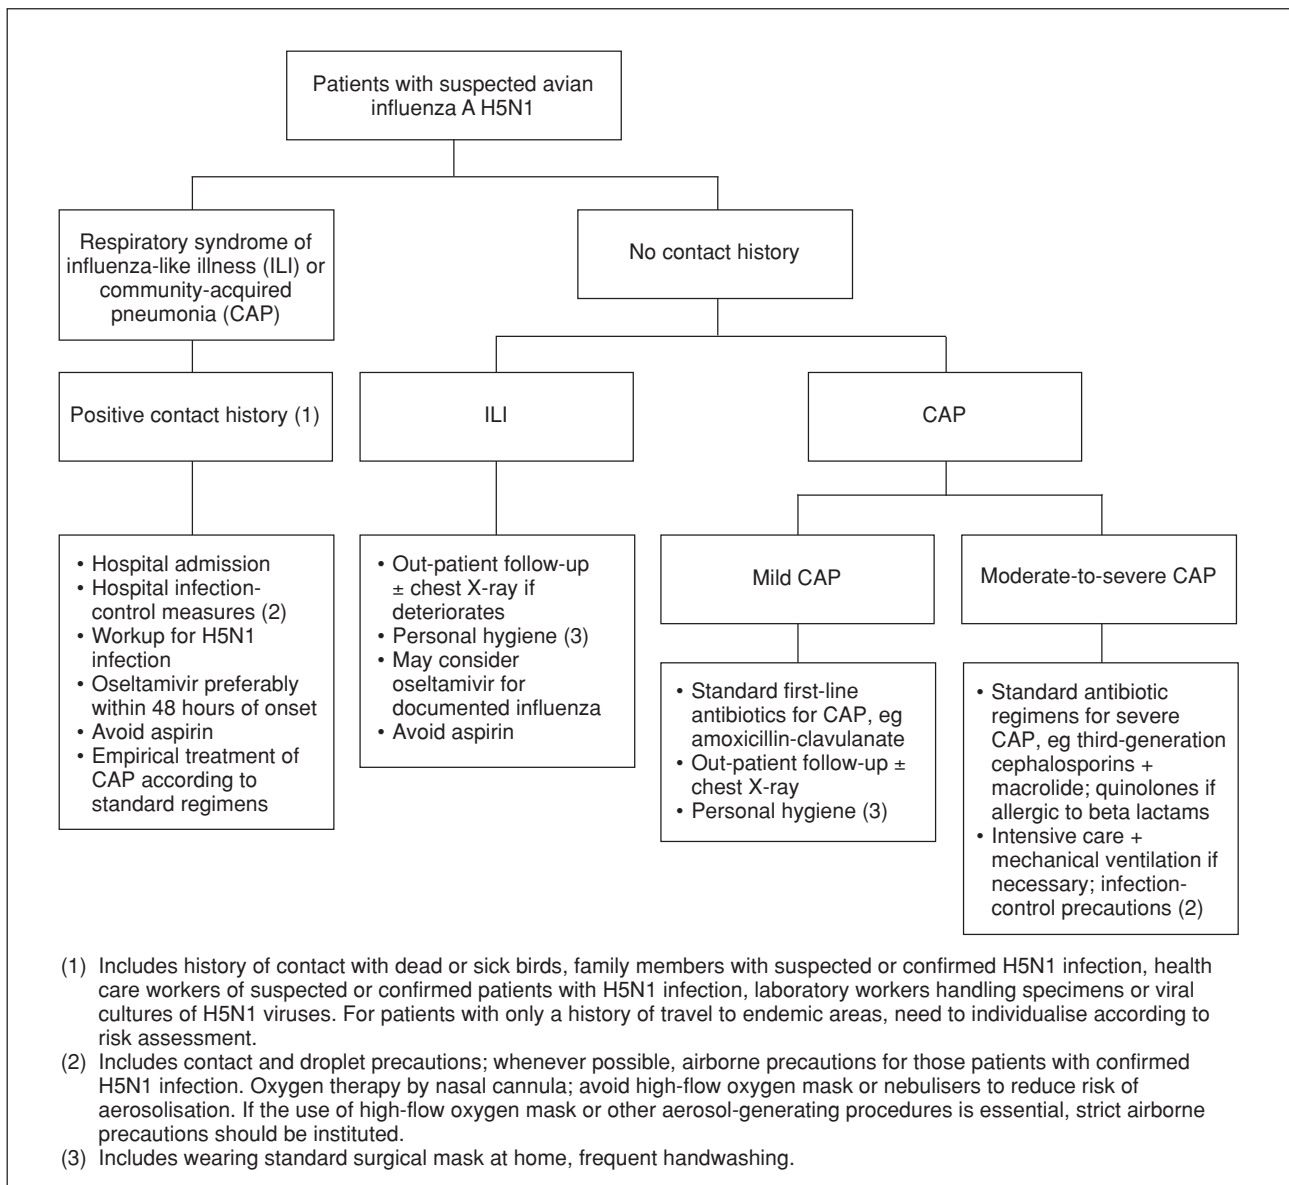 Patients with suspected avian
influenza A H5N1
Respiratory syndrome of
influenza-like illness (ILI) or
community-acquired
pneumonia (CAP)
No contact history
Positive contact history (1)
ILI
CAP
• Hospital admission
• Hospital infection-
control measures (2)
• Workup for H5N1
infection
• Oseltamivir preferably
within 48 hours of onset
• Avoid aspirin
• Empirical treatment of
CAP according to
standard regimens
• Out-patient follow-up
± chest X-ray if
deteriorates
• Personal hygiene (3)
• May consider
oseltamivir for
documented influenza
• Avoid aspirin
Mild CAP
Moderate-to-severe CAP
• Standard first-line
antibiotics for CAP, eg
amoxicillin-clavulanate
• Out-patient follow-up ±
chest X-ray
• Personal hygiene (3)
• Standard antibiotic
regimens for severe
CAP, eg third-generation
cephalosporins +
macrolide; quinolones if
allergic to beta lactams
• Intensive care +
mechanical ventilation if
necessary; infection-
control precautions (2)
(1) Includes history of contact with dead or sick birds, family members with suspected or confirmed H5N1 infection, health
care workers of suspected or confirmed patients with H5N1 infection, laboratory workers handling specimens or viral
cultures of H5N1 viruses. For patients with only a history of travel to endemic areas, need to individualise according to
risk assessment.
(2) Includes contact and droplet precautions; whenever possible, airborne precautions for those patients with confirmed
H5N1 infection. Oxygen therapy by nasal cannula; avoid high-flow oxygen mask or nebulisers to reduce risk of
aerosolisation. If the use of high-flow oxygen mask or other aerosol-generating procedures is essential, strict airborne
precautions should be instituted.
(3) Includes wearing standard surgical mask at home, frequent handwashing.